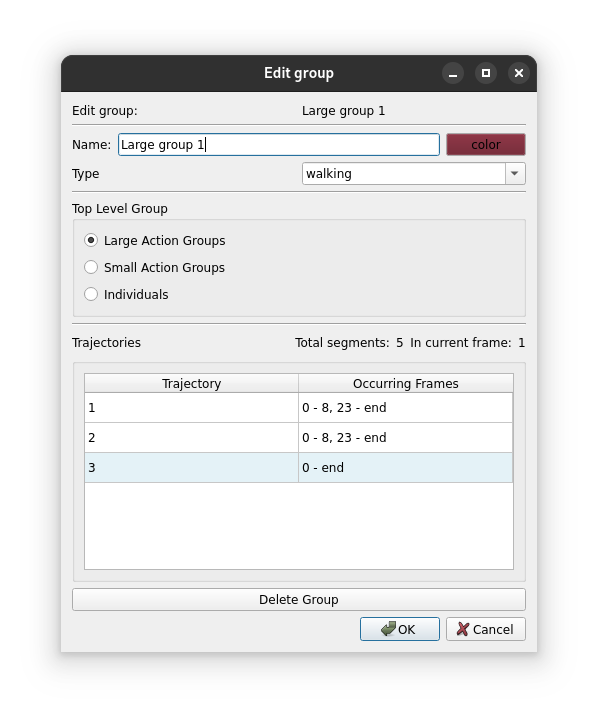 Edit group
Edit group: Large group 1
Name: Large group 1 color
Type walking
Top Level Group
Large Action Groups
Small Action Groups
Individuals
Trajectories Total segments: 5 In current frame: 1
Trajectory Occurring Frames
1 0 - 8, 23 - end
2 0 - 8, 23 - end
3 0 - end
Delete Group
OK Cancel